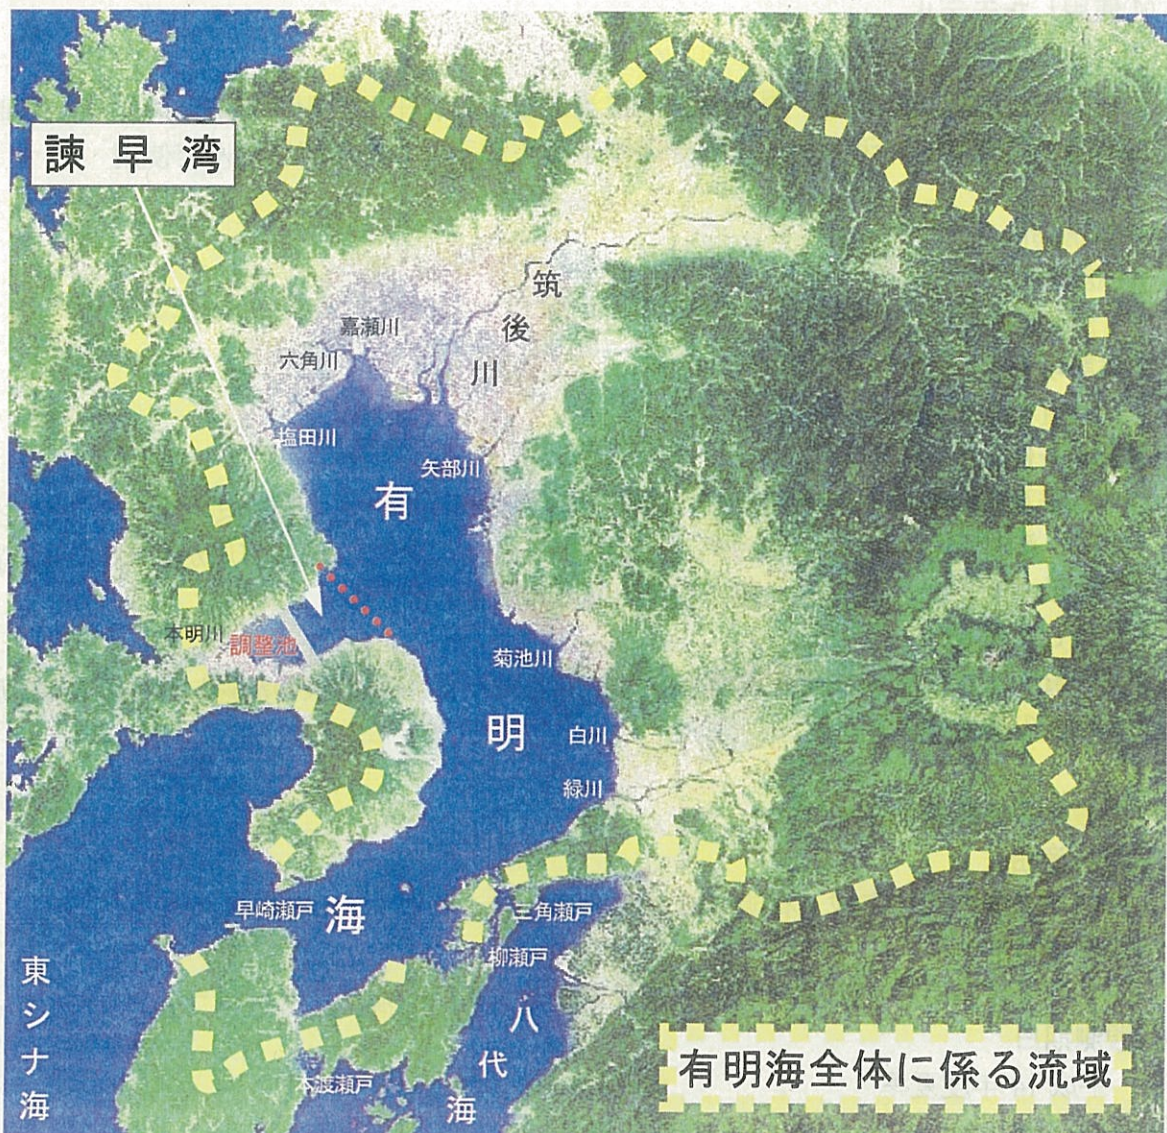 諫早湾
筑後川
嘉瀬川
六角川
塩田川
矢部川
有明海
本明川
調整池
菊池川
白川
緑川
早崎瀬戸
三角瀬戸
柳瀬戸
東シナ海
八代海
本渡瀬戸
有明海全体に係る流域